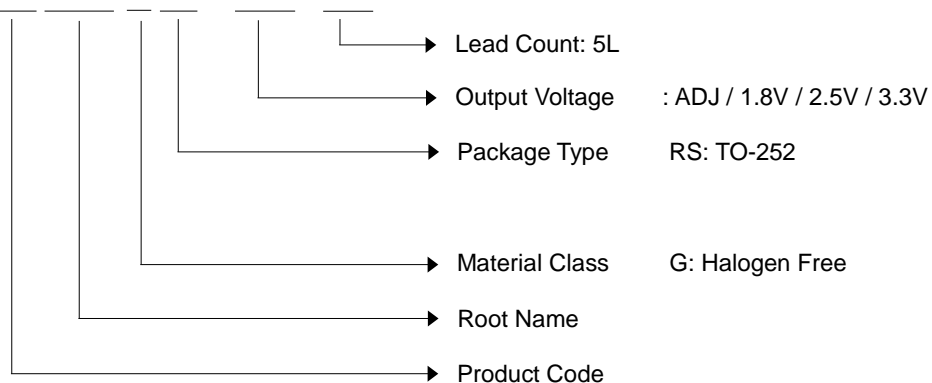 Lead Count: 5L
Output Voltage : ADJ / 1.8V / 2.5V / 3.3V
Package Type RS: TO-252
Material Class G: Halogen Free
Root Name
Product Code